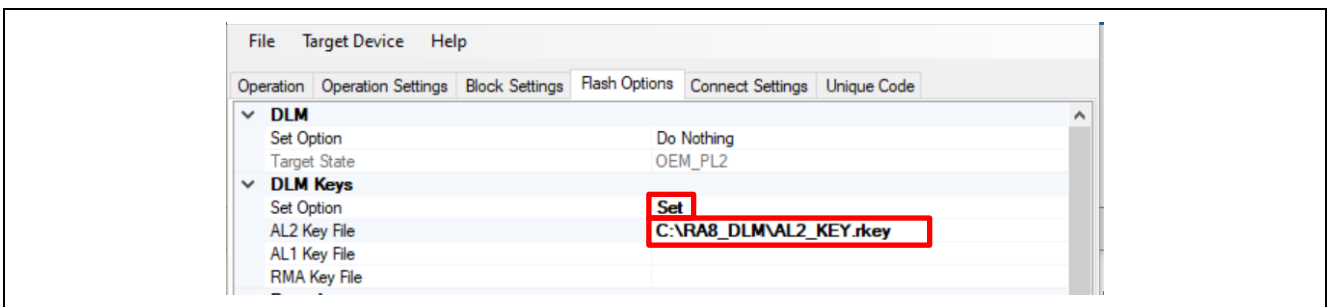 File Target Device Help
Operation Operation Settings Block Settings Flash Options Connect Settings Unique Code
DLM
Set Option Do Nothing
Target State OEM_PL2
DLM Keys
Set Option Set
AL2 Key File C:\RA8_DLM\AL2_KEY.rkey
AL1 Key File
RMA Key File